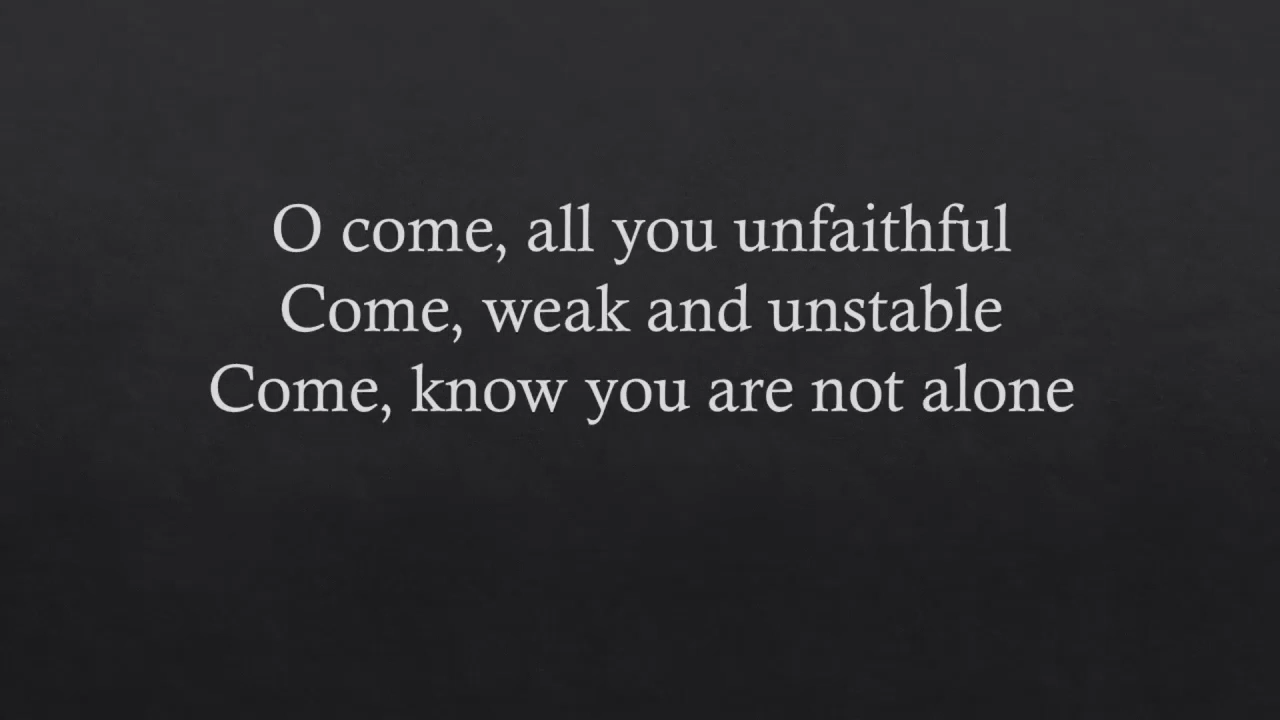 O come, all you unfaithful
Come, weak and unstable
Come, know you are not alone